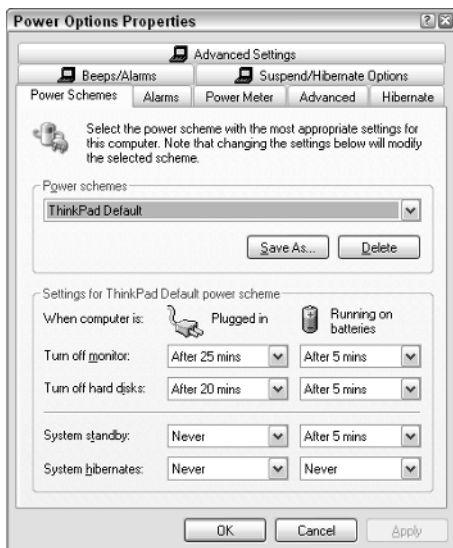 Power Options Properties
Advanced Settings
Beeps/Alarms Suspend/Hibernate Options
Power Schemes Alarms Power Meter Advanced Hibernate
Select the power scheme with the most appropriate settings for
this computer. Note that changing the settings below will modify
the selected scheme.
Power schemes
ThinkPad Default
Save As... Delete
Settings for ThinkPad Default power scheme
When computer is: Plugged in Running on
batteries
Turn off monitor: After 25 mins After 5 mins
Turn off hard disks: After 20 mins After 5 mins
System standby: Never After 5 mins
System hibernates: Never Never
OK Cancel Apply